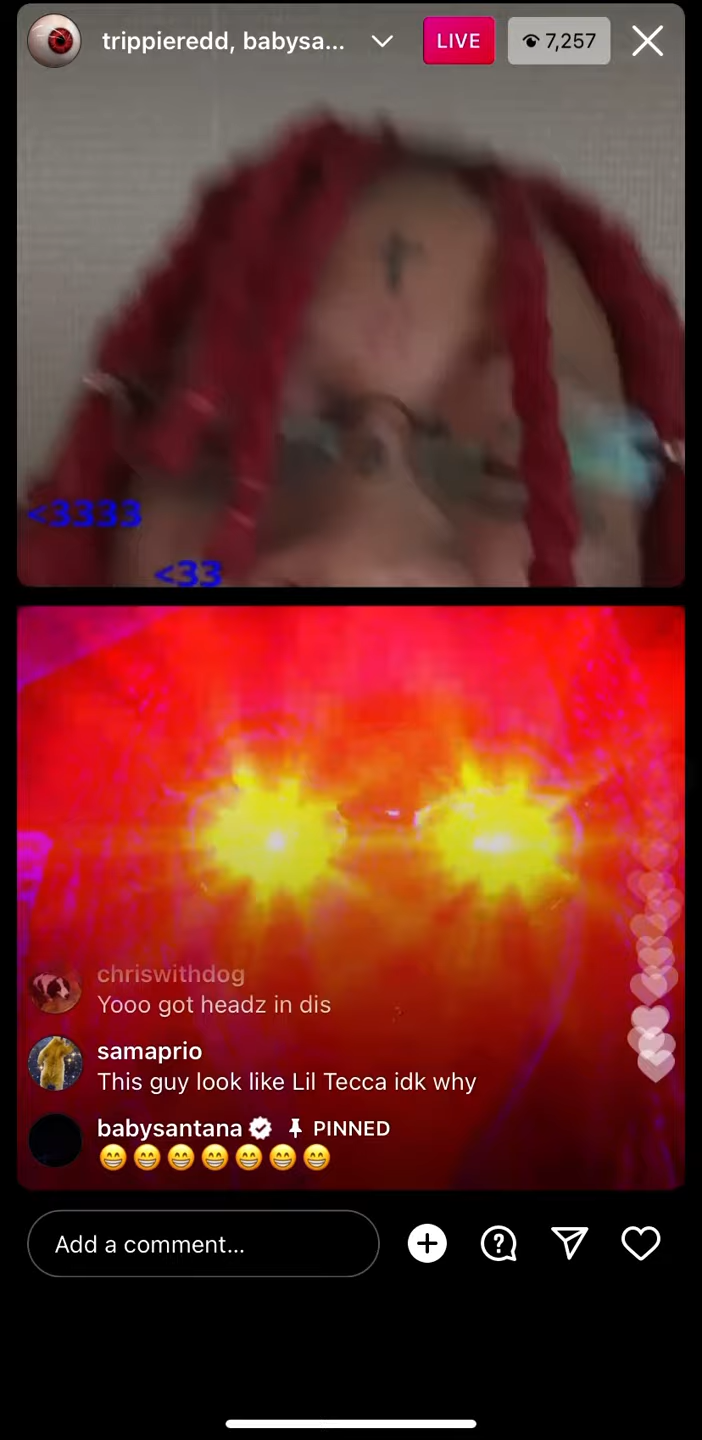 trippieredd, babysa...
LIVE
7,257
<3333
<33
chriswithdog
Yooo got headz in dis
samaprio
This guy look like Lil Tecca idk why
babysantana PINNED
😁😁😁😁😁😁😁
Add a comment...